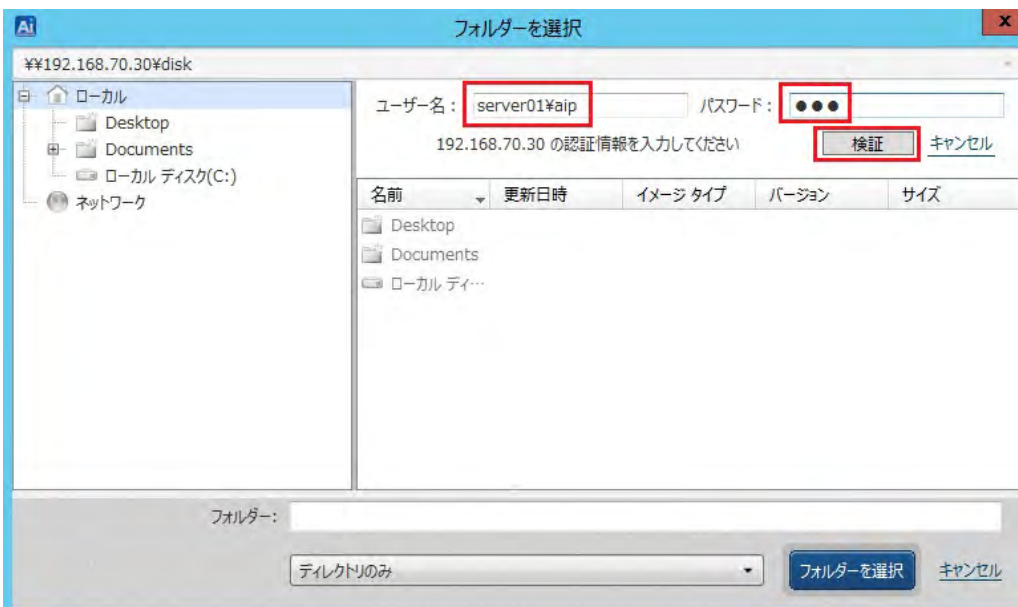 Ai フォルダーを選択 x
¥¥192.168.70.30¥disk
ローカル
Desktop
Documents
ローカル ディスク(C:)
ネットワーク
ユーザー名： server01¥aip パスワード： ●●●
192.168.70.30 の認証情報を入力してください 検証 キャンセル
名前 更新日時 イメージ タイプ バージョン サイズ
Desktop
Documents
ローカル ディ…
フォルダー:
ディレクトリのみ フォルダーを選択 キャンセル